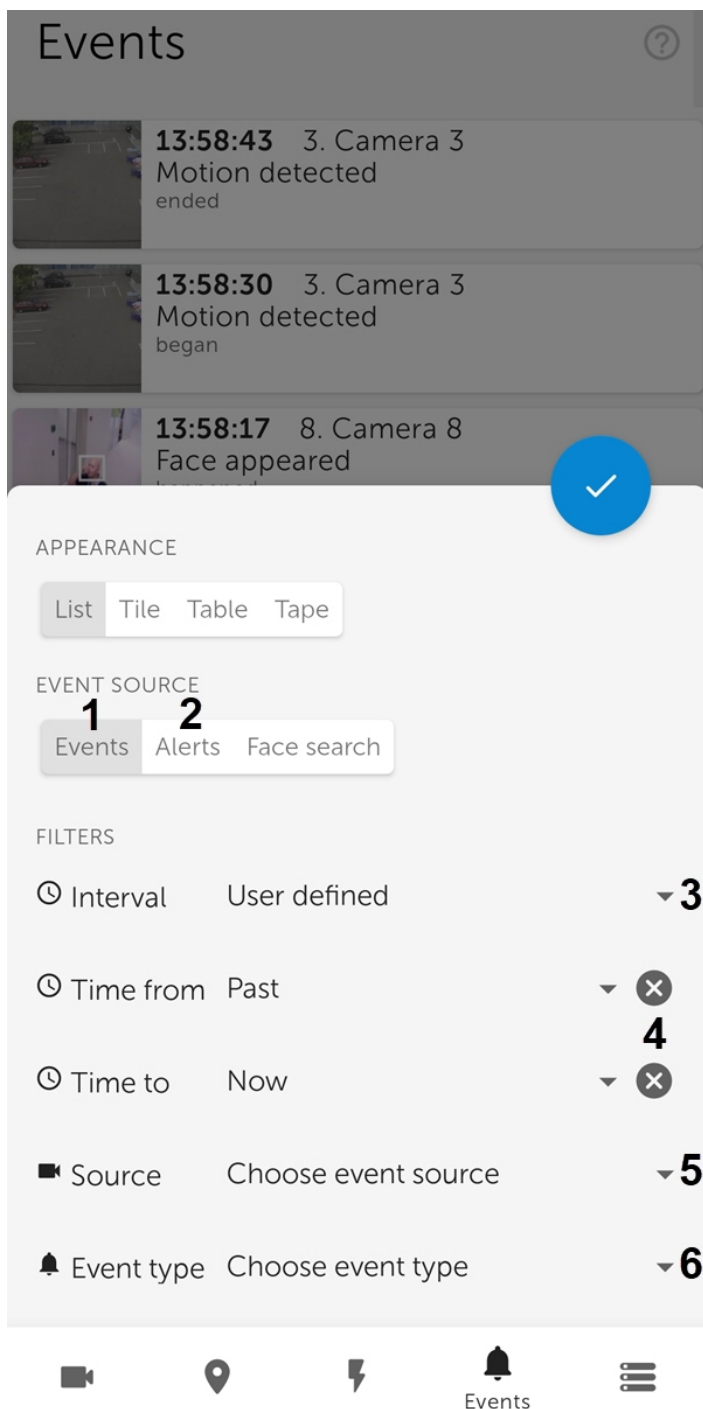 Events
13:58:43 3. Camera 3
Motion detected
ended
13:58:30 3. Camera 3
Motion detected
began
13:58:17 8. Camera 8
Face appeared
APPEARANCE
List Tile Table Tape
EVENT SOURCE
1 2
Events Alerts Face search
FILTERS
Interval User defined 3
Time from Past
4
Time to Now
Source Choose event source 5
Event type Choose event type 6
Events